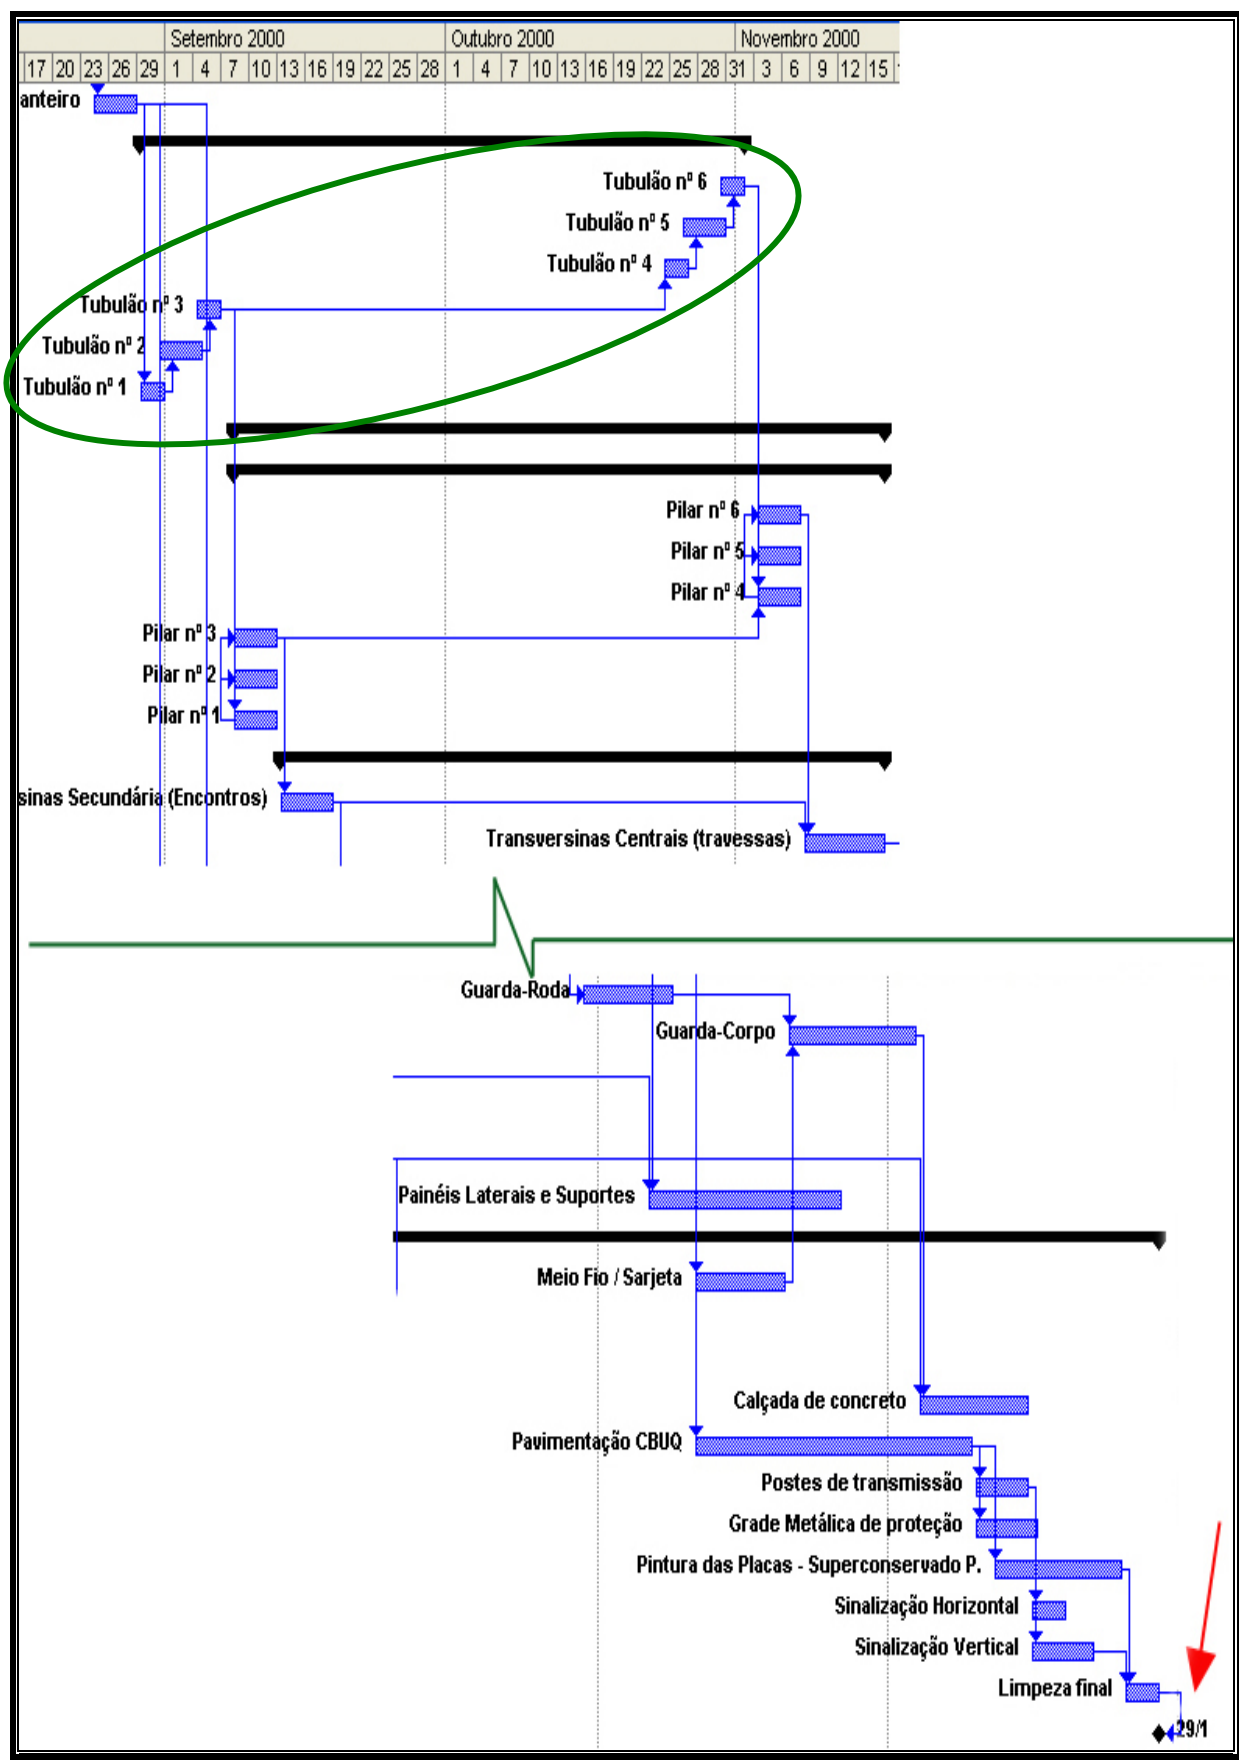 Setembro 2000 Outubro 2000 Novembro 2000
17 20 23 26 29 1 4 7 10 13 16 19 22 25 28 1 4 7 10 13 16 19 22 25 28 31 3 6 9 12 15
anteiro
Tubulão nº 6
Tubulão nº 5
Tubulão nº 4
Tubulão nº 3
Tubulão nº 2
Tubulão nº 1
Pilar nº 6
Pilar nº 5
Pilar nº 4
Pilar nº 3
Pilar nº 2
Pilar nº 1
sinas Secundária (Encontros)
Transversinas Centrais (travessas)
Guarda-Roda
Guarda-Corpo
Painéis Laterais e Suportes
Meio Fio / Sarjeta
Calçada de concreto
Pavimentação CBUQ
Postes de transmissão
Grade Metálica de proteção
Pintura das Placas - Superconservado P.
Sinalização Horizontal
Sinalização Vertical
Limpeza final
29/1